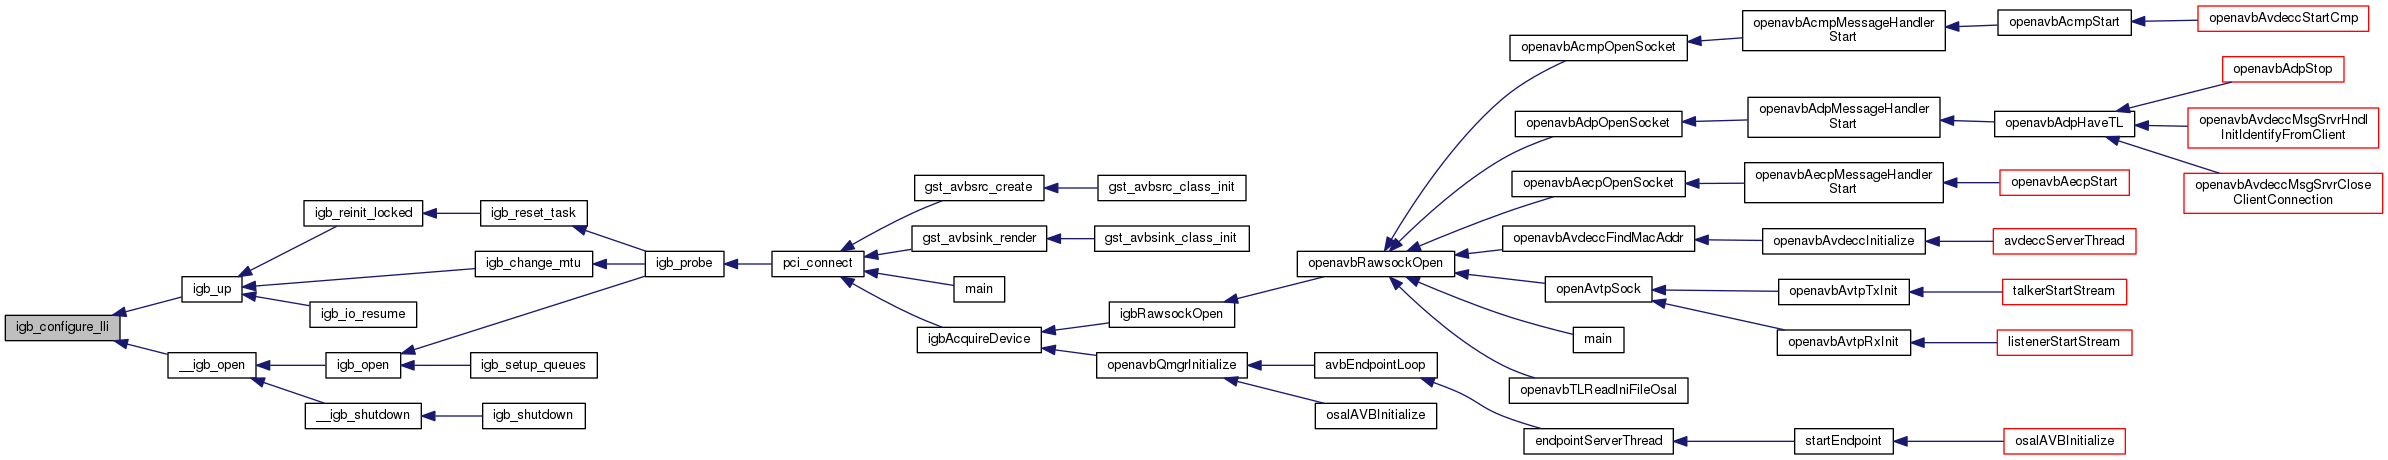 igb_configure_lli
igb_up
__igb_open
igb_reinit_locked
igb_change_mtu
igb_io_resume
igb_open
__igb_shutdown
igb_reset_task
igb_setup_queues
igb_shutdown
igb_probe
pci_connect
gst_avbsrc_create
gst_avbsink_render
main
igbAcquireDevice
gst_avbsrc_class_init
gst_avbsink_class_init
igbRawsockOpen
openavbQmgrInitialize
openavbRawsockOpen
avbEndpointLoop
osalAVBInitialize
openavbAcmpOpenSocket
openavbAdpOpenSocket
openavbAecpOpenSocket
openavbAvdeccFindMacAddr
openAvtpSock
main
openavbTLReadIniFileOsal
endpointServerThread
openavbAcmpMessageHandler
Start
openavbAdpMessageHandler
Start
openavbAecpMessageHandler
Start
openavbAvdeccInitialize
openavbAvtpTxInit
openavbAvtpRxInit
startEndpoint
openavbAcmpStart
openavbAdpHaveTL
openavbAecpStart
avdeccServerThread
talkerStartStream
listenerStartStream
osalAVBInitialize
openavbAvdeccStartCmp
openavbAdpStop
openavbAvdeccMsgSrvrHndl
InitIdentifyFromClient
openavbAvdeccMsgSrvrClose
ClientConnection